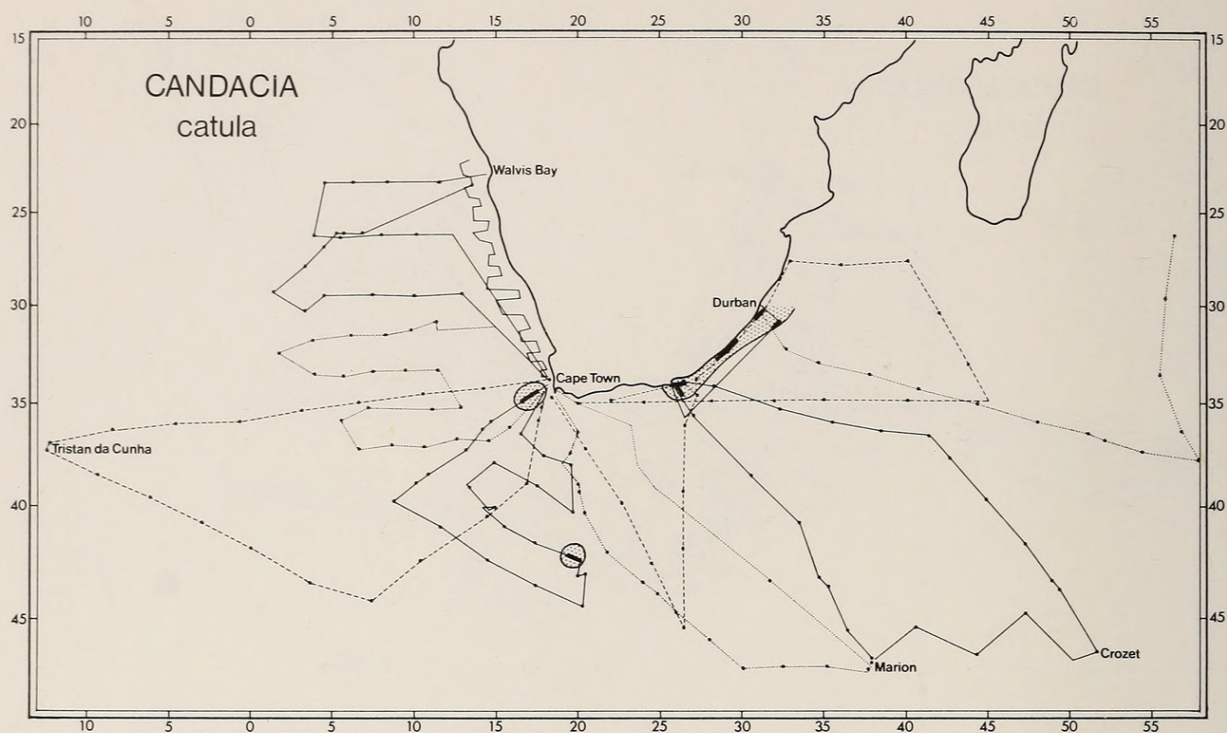 10 5 0 5 10 15 20 25 30 35 40 45 50 55
15 15
CANDACIA
catula
20 20
Walvis Bay
25 25
Durban
30 30
Cape Town
35 35
Tristan da Cunha
40 40
45 45
Crozet
Marion
10 5 0 5 10 15 20 25 30 35 40 45 50 55